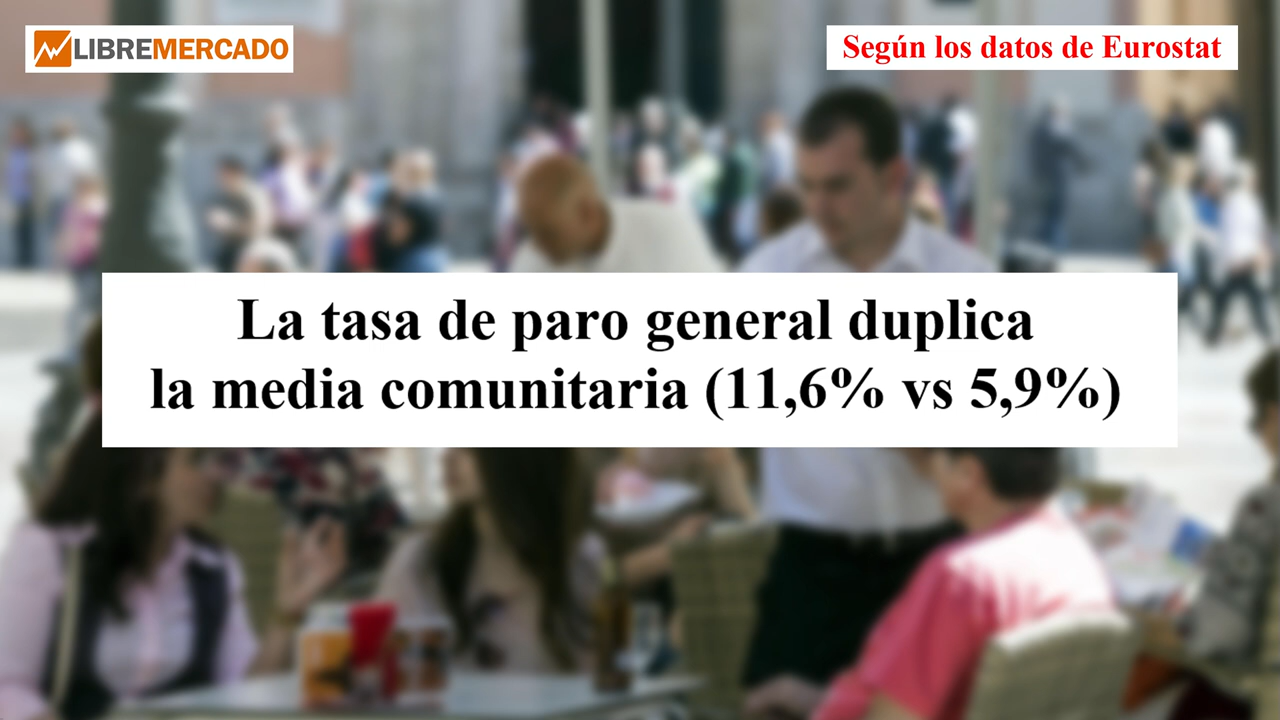 LIBREMERCADO
Según los datos de Eurostat
La tasa de paro general duplica
la media comunitaria (11,6% vs 5,9%)